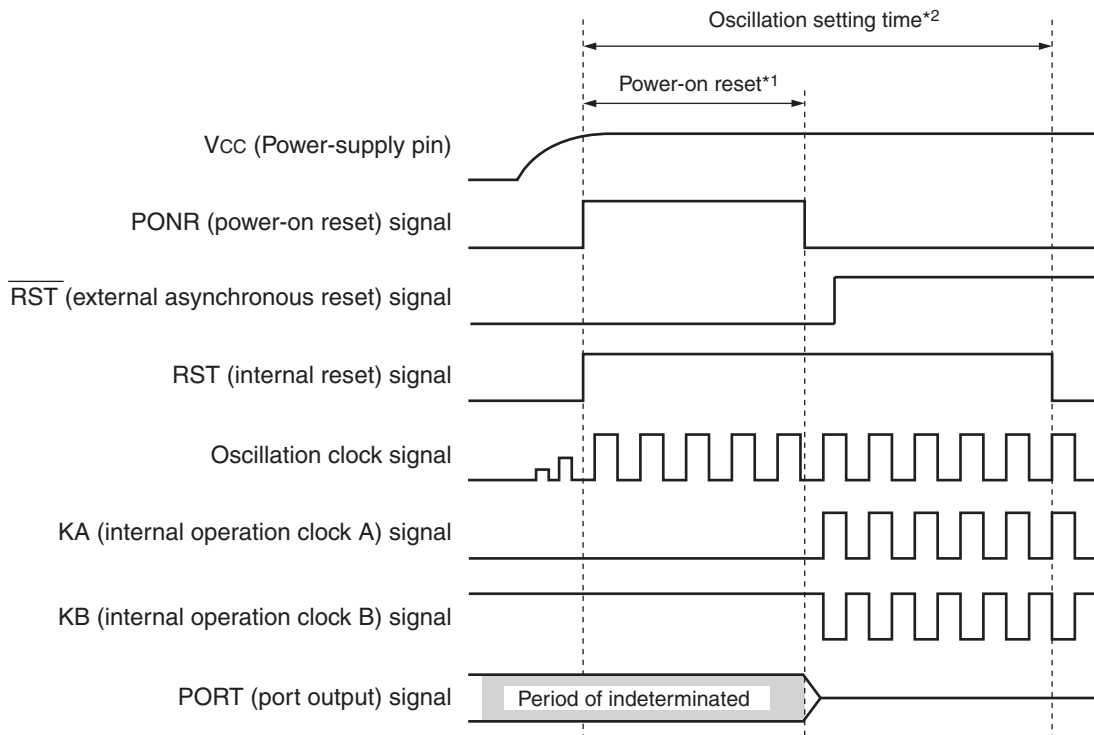 Oscillation setting time*2
Power-on reset*1
VCC (Power-supply pin)
PONR (power-on reset) signal
RST (external asynchronous reset) signal
RST (internal reset) signal
Oscillation clock signal
KA (internal operation clock A) signal
KB (internal operation clock B) signal
PORT (port output) signal
Period of indeterminated